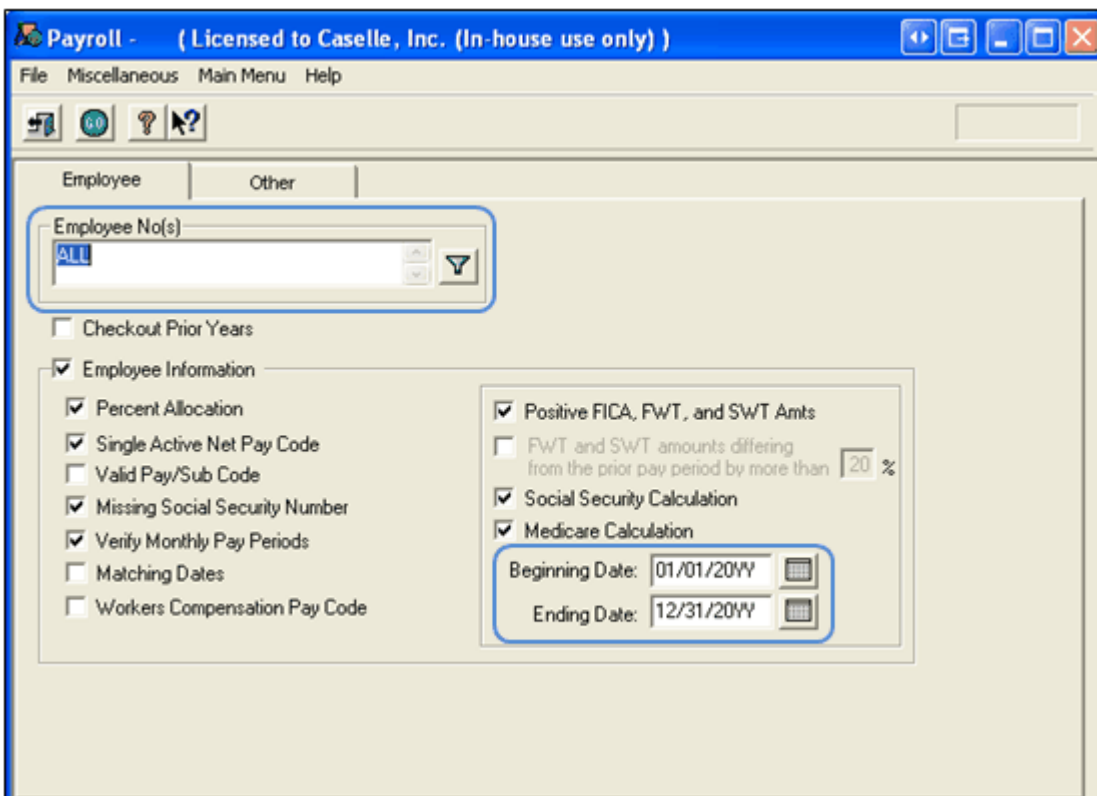 Payroll - ( Licensed to Caselle, Inc. (In-house use only) )
File Miscellaneous Main Menu Help
GO ? ?
Employee Other
Employee No(s)
ALL
Checkout Prior Years
Employee Information
Percent Allocation
Single Active Net Pay Code
Valid Pay/Sub Code
Missing Social Security Number
Verify Monthly Pay Periods
Matching Dates
Workers Compensation Pay Code
Positive FICA, FWT, and SWT Amts
FWT and SWT amounts differing
from the prior pay period by more than 20 %
Social Security Calculation
Medicare Calculation
Beginning Date: 01/01/20YY
Ending Date: 12/31/20YY